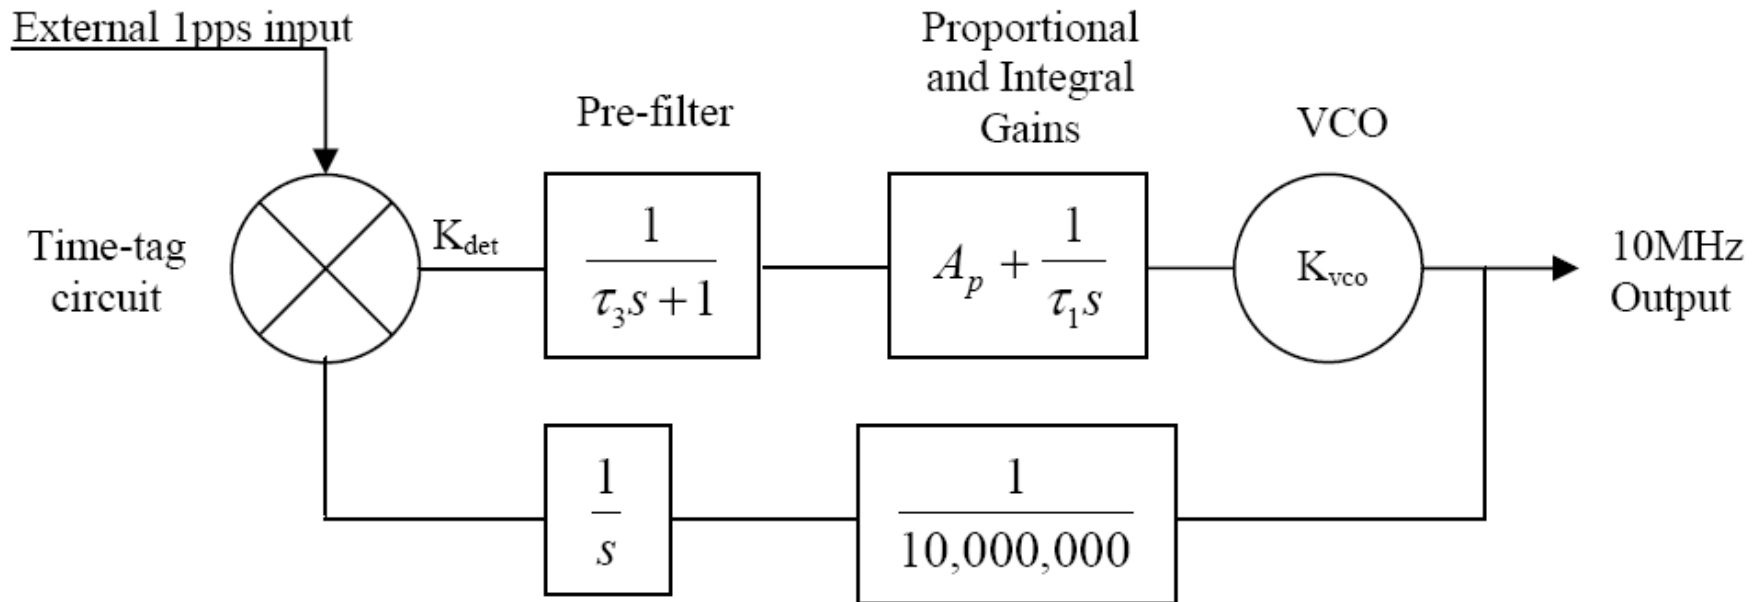 External 1pps input
Proportional
and Integral
Gains
Pre-filter
VCO
Time-tag
circuit
K_det
1
τ₃s + 1
A_p + 1
τ₁s
K_vco
10MHz
Output
1
s
1
10,000,000